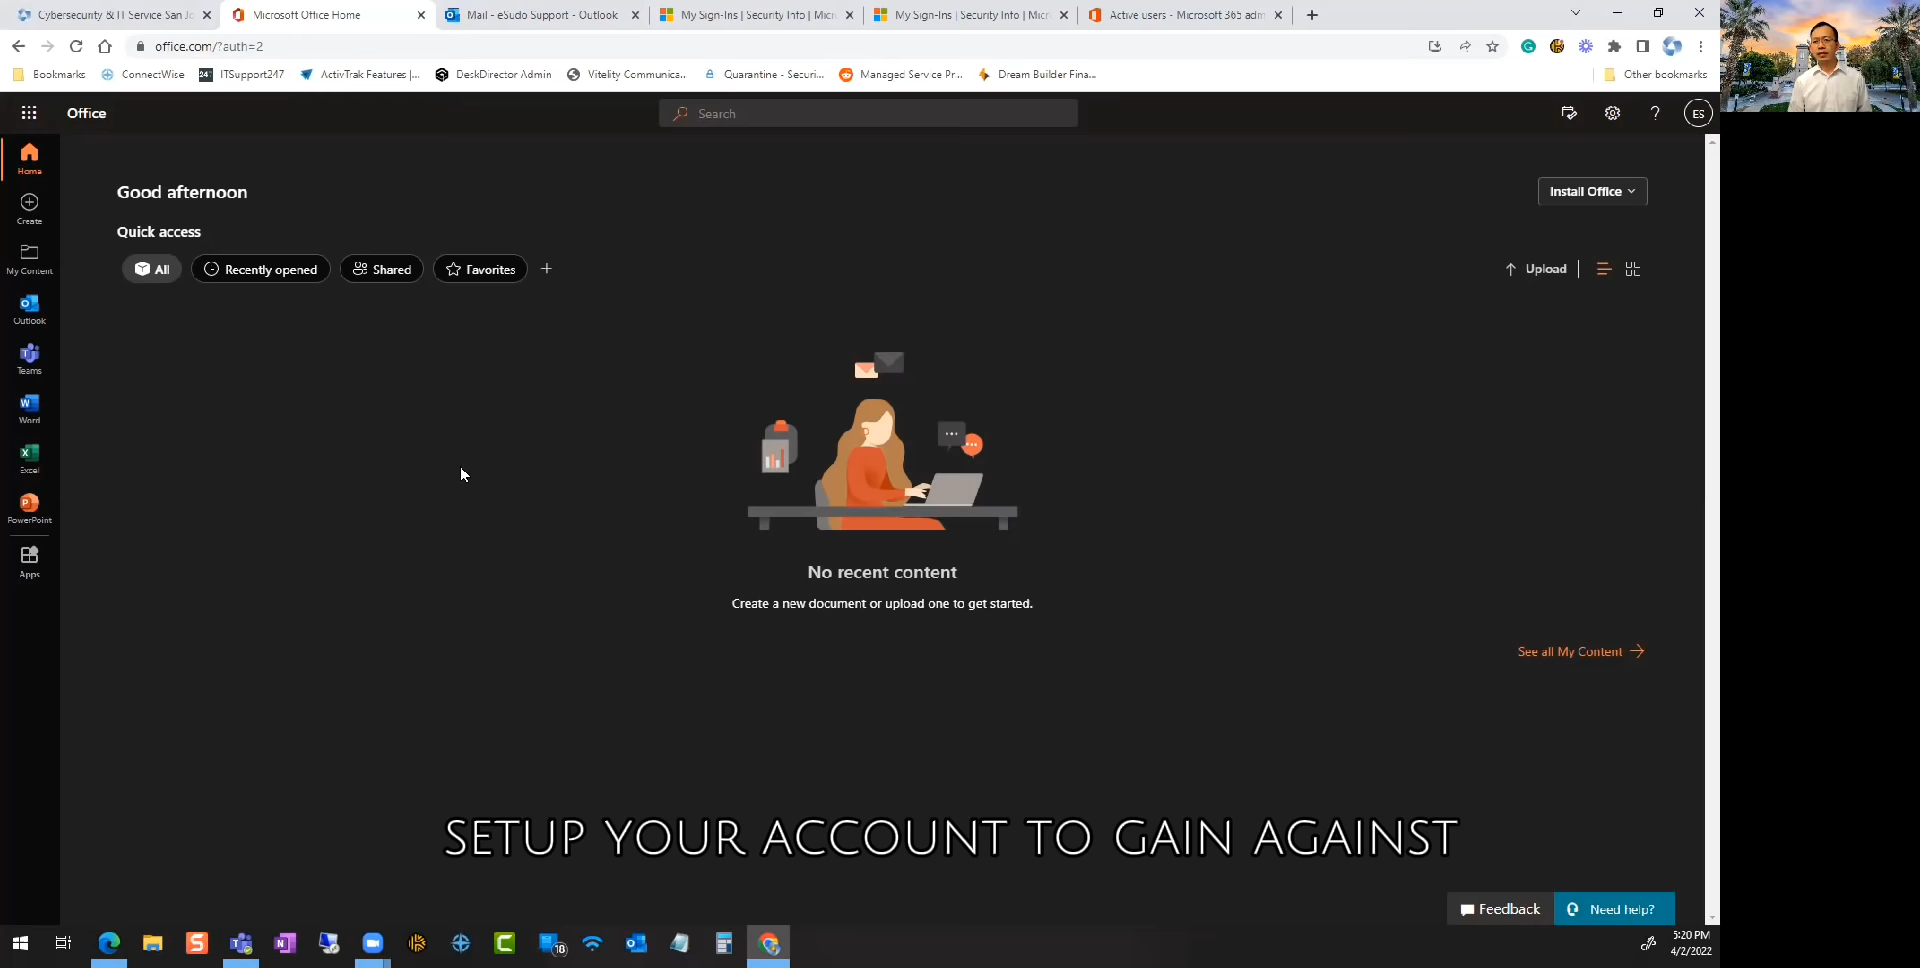 Cybersecurity & IT Service San Jo
Microsoft Office Home
Mail - eSudo Support - Outlook
My Sign-Ins | Security Info | Micr
My Sign-Ins | Security Info | Micr
Active users - Microsoft 365 adm
office.com/?auth=2
Bookmarks
ConnectWise
ITSupport247
ActivTrak Features |...
DeskDirector Admin
Vitelity Communica...
Quarantine - Securi...
Managed Service Pr...
Dream Builder Fina...
Other bookmarks
Office
Search
ES
Home
Create
My Content
Outlook
Teams
Word
Excel
PowerPoint
Apps
Good afternoon
Install Office
Quick access
All
Recently opened
Shared
Favorites
Upload
No recent content
Create a new document or upload one to get started.
See all My Content
SETUP YOUR ACCOUNT TO GAIN AGAINST
Feedback
Need help?
18
5:20 PM
4/2/2022